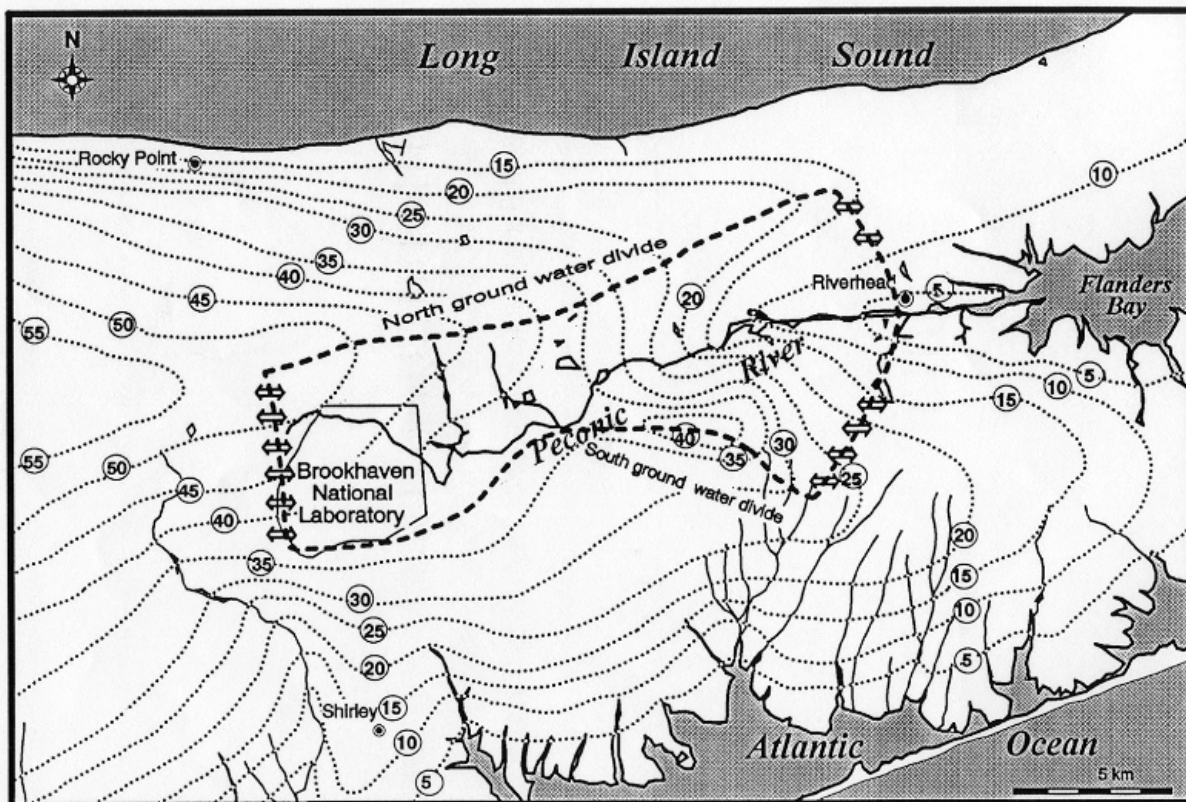 N
Long Island Sound
Rocky Point
15
10
20
25
30
35
40
45
North ground water divide
20
Riverhead
5
Flanders
Bay
50
55
River
5
10
15
Peconic
40
30
35
South ground water divide
25
55
50
45
Brookhaven
National
Laboratory
40
35
20
30
15
10
25
20
5
15
Shirley
10
Atlantic Ocean
5
5 km